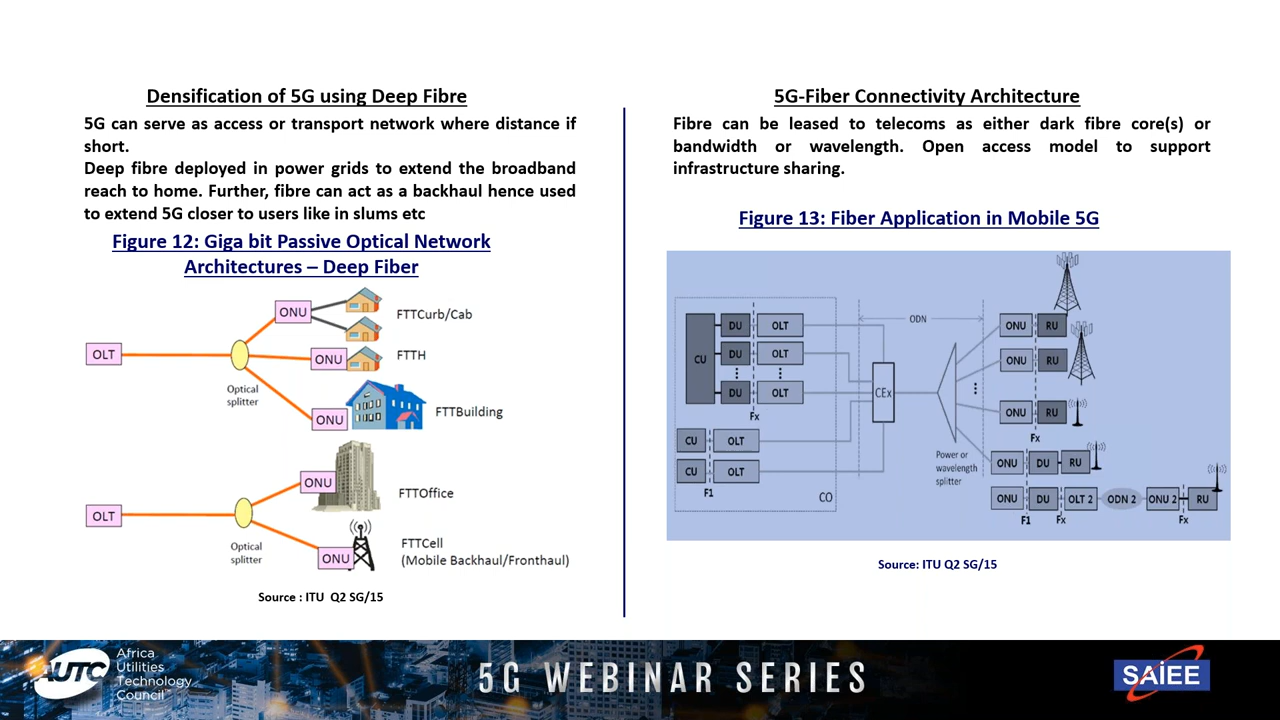 Densification of 5G using Deep Fibre
5G can serve as access or transport network where distance if
short.
Deep fibre deployed in power grids to extend the broadband
reach to home. Further, fibre can act as a backhaul hence used
to extend 5G closer to users like in slums etc
Figure 12: Giga bit Passive Optical Network
Architectures – Deep Fiber
OLT
Optical
splitter
ONU
FTTCurb/Cab
ONU
FTTH
ONU
FTTBuilding
OLT
Optical
splitter
ONU
FTTOffice
ONU
FTTCell
(Mobile Backhaul/Fronthaul)
Source : ITU Q2 SG/15
5G-Fiber Connectivity Architecture
Fibre can be leased to telecoms as either dark fibre core(s) or
bandwidth or wavelength. Open access model to support
infrastructure sharing.
Figure 13: Fiber Application in Mobile 5G
ODN
CU
DU OLT
DU OLT
DU OLT
Fx
CU OLT
CU OLT
F1
CO
CEx
Power or
wavelength
splitter
ONU RU
ONU RU
ONU RU
Fx
ONU DU RU
ONU DU OLT 2 ODN 2 ONU 2 RU
F1 Fx Fx
Source: ITU Q2 SG/15
AUTC
Africa
Utilities
Technology
Council
5G WEBINAR SERIES
SAIEE